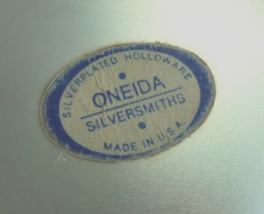 SILVERPLATED HOLLOWARE
ONEIDA
SILVERSMITHS
MADE IN U.S.A.